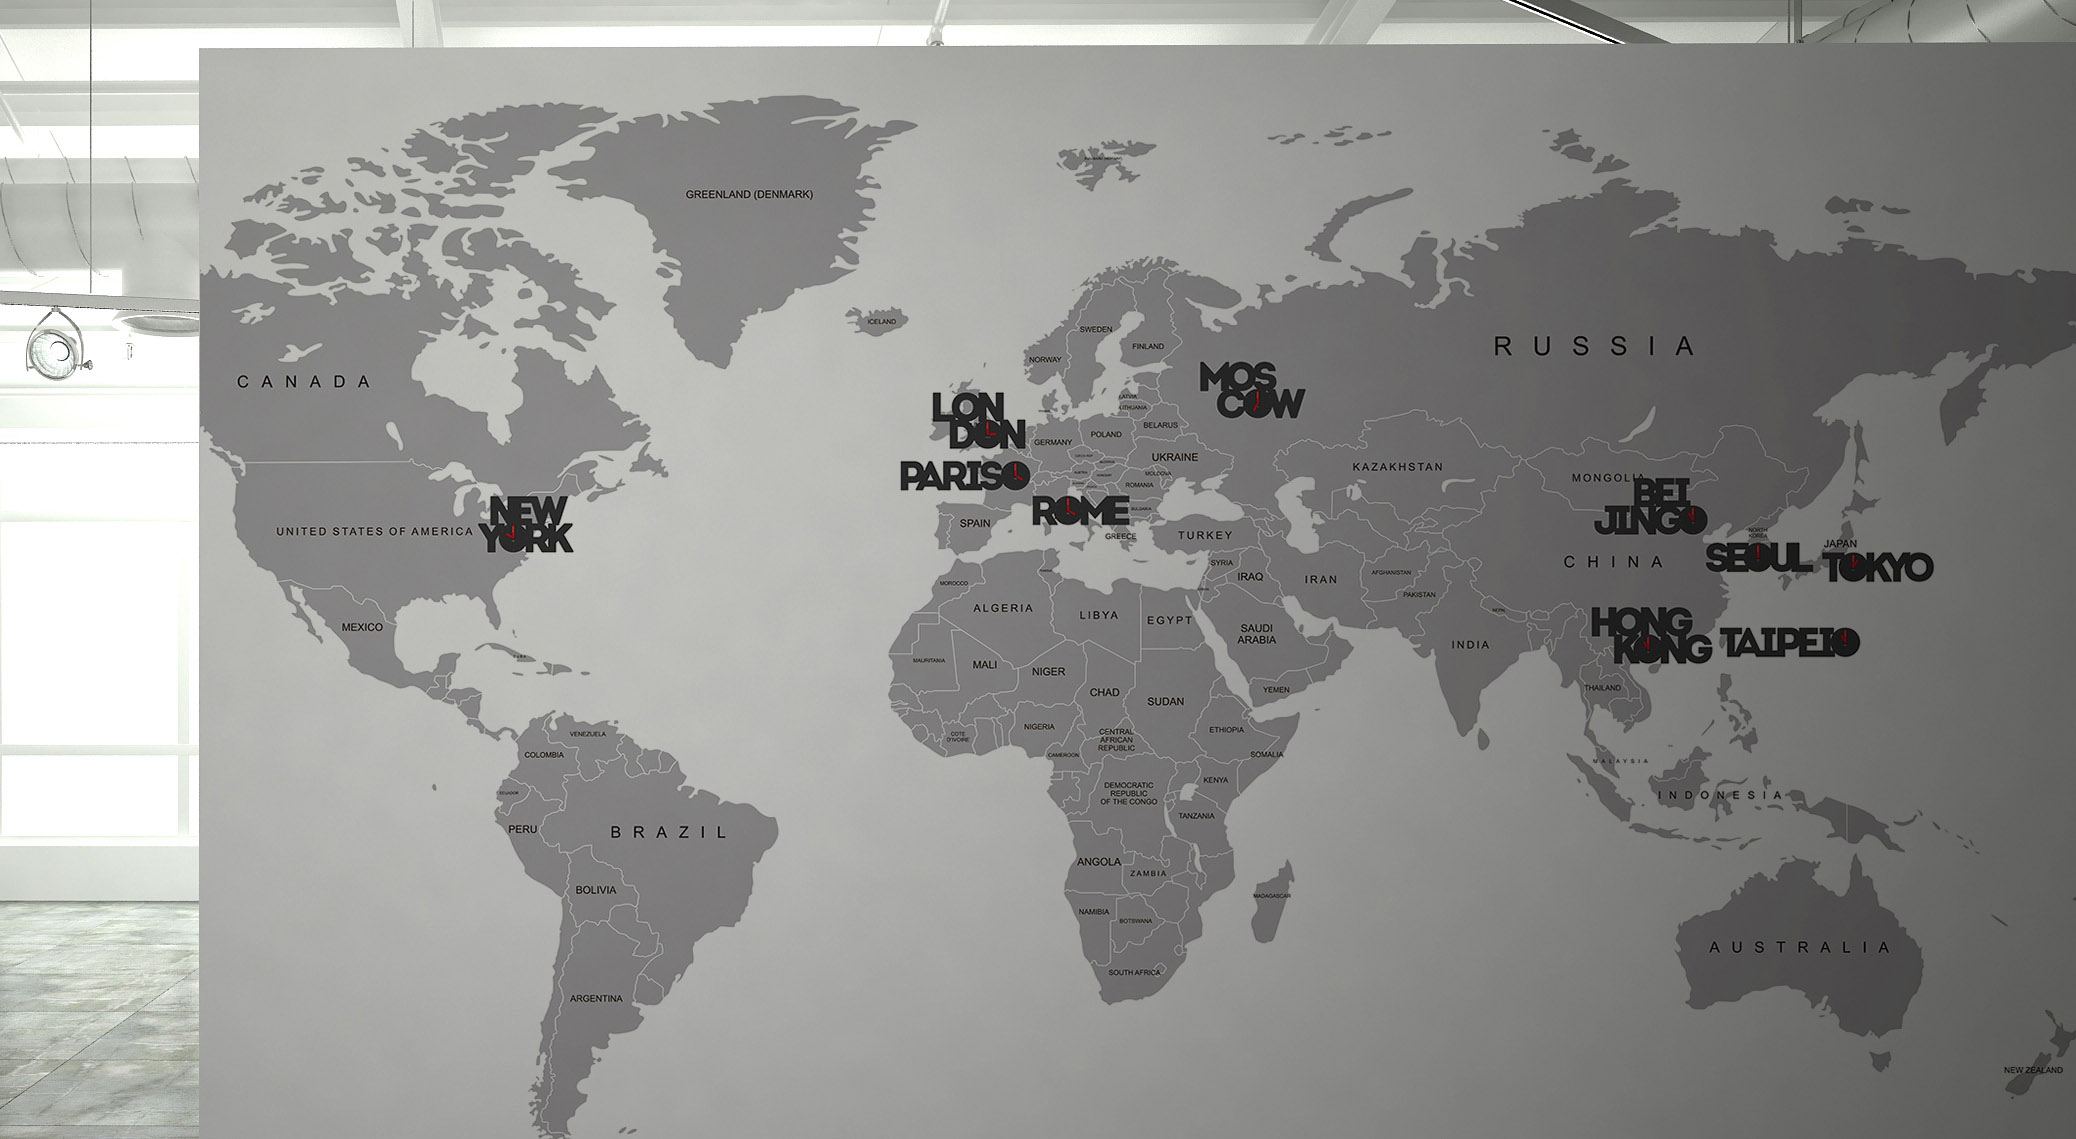 GREENLAND (DENMARK)
ICELAND
SWEDEN
FINLAND
NORWAY
RUSSIA
CANADA
MOS
COW
LON
DON
LATVIA
LITHUANIA
BELARUS
POLAND
GERMANY
UKRAINE
KAZAKHSTAN
MONGOLIA
PARISO
MOLDOVA
ROMANIA
BEI
JINGO
NEW
YORK
ROME
BULGARIA
SPAIN
GREECE
TURKEY
UNITED STATES OF AMERICA
NORTH
KOREA
JAPAN
CHINA
SEOUL
TOKYO
SYRIA
IRAQ
IRAN
AFGHANISTAN
PAKISTAN
MOROCCO
ALGERIA
LIBYA
EGYPT
SAUDI
ARABIA
NEPAL
HONG
KONG
TAIPEIO
MEXICO
CUBA
INDIA
MAURITANIA
MALI
NIGER
CHAD
SUDAN
YEMEN
THAILAND
NIGERIA
COTE
D'IVOIRE
CENTRAL
AFRICAN
REPUBLIC
ETHIOPIA
VENEZUELA
COLOMBIA
CAMEROON
SOMALIA
MALAYSIA
KENYA
ECUADOR
DEMOCRATIC
REPUBLIC
OF THE CONGO
INDONESIA
TANZANIA
PERU
BRAZIL
ANGOLA
ZAMBIA
BOLIVIA
MADAGASCAR
NAMIBIA
BOTSWANA
AUSTRALIA
SOUTH AFRICA
ARGENTINA
NEW ZEALAND